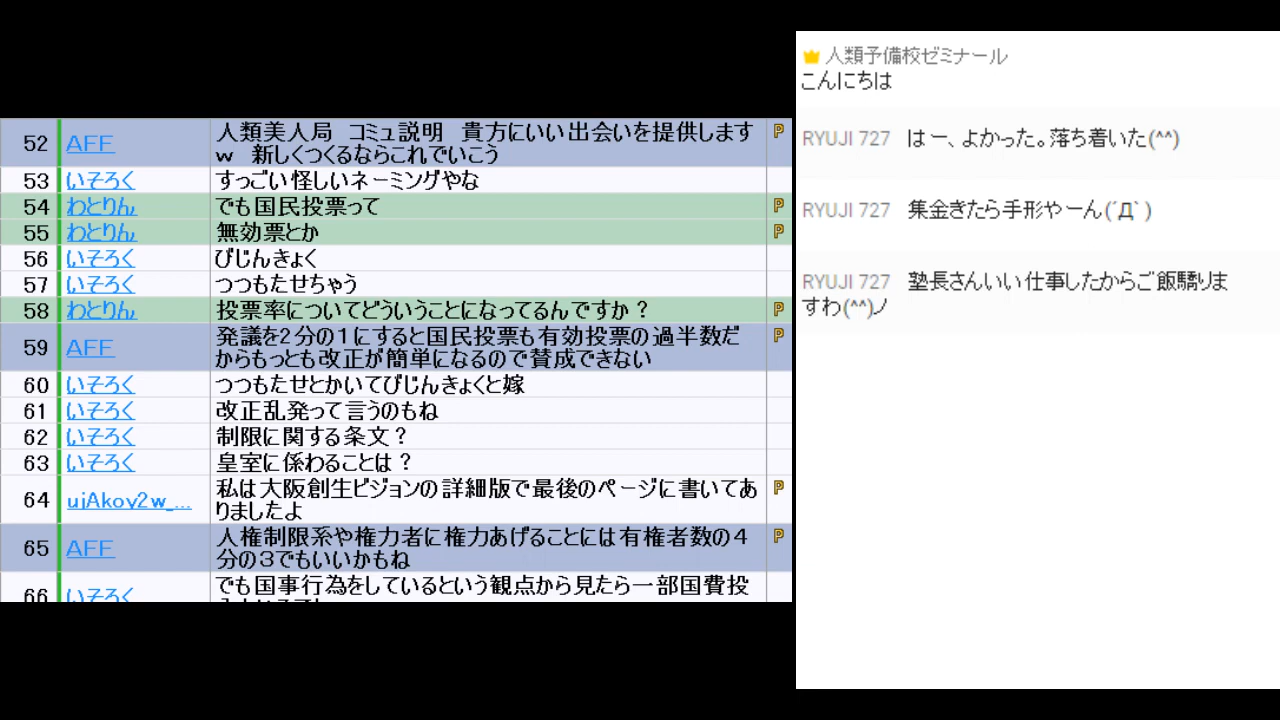 52 AFF 人類美人局 コミュ説明 貴方にいい出会いを提供します P
w 新しくつくるならこれでいこう
53 いそろく すっごい怪しいネーミングやな
54 わとりん でも国民投票って P
55 わとりん 無効票とか P
56 いそろく びじんきょく
57 いそろく つつもたせちゃう
58 わとりん 投票率についてどういうことになってるんですか？ P
59 AFF 発議を2分の1にすると国民投票も有効投票の過半数だ P
からもっとも改正が簡単になるので賛成できない
60 いそろく つつもたせとかいてびじんきょくと嫁
61 いそろく 改正乱発って言うのもね
62 いそろく 制限に関する条文？
63 いそろく 皇室に係わることは？
64 ujAkoy2w_... 私は大阪創生ビジョンの詳細版で最後のページに書いてあ P
りましたよ
65 AFF 人権制限系や権力者に権力あげることには有権者数の４ P
分の３でもいいかもね
66 いそろく でも国事行為をしているという観点から見たら一部国費投
人類予備校ゼミナール
こんにちは
RYUJI 727 はー、よかった。落ち着いた(^^)
RYUJI 727 集金きたら手形やーん(´Д｀)
RYUJI 727 塾長さんいい仕事したからご飯驕りま
すわ(^^)ノ